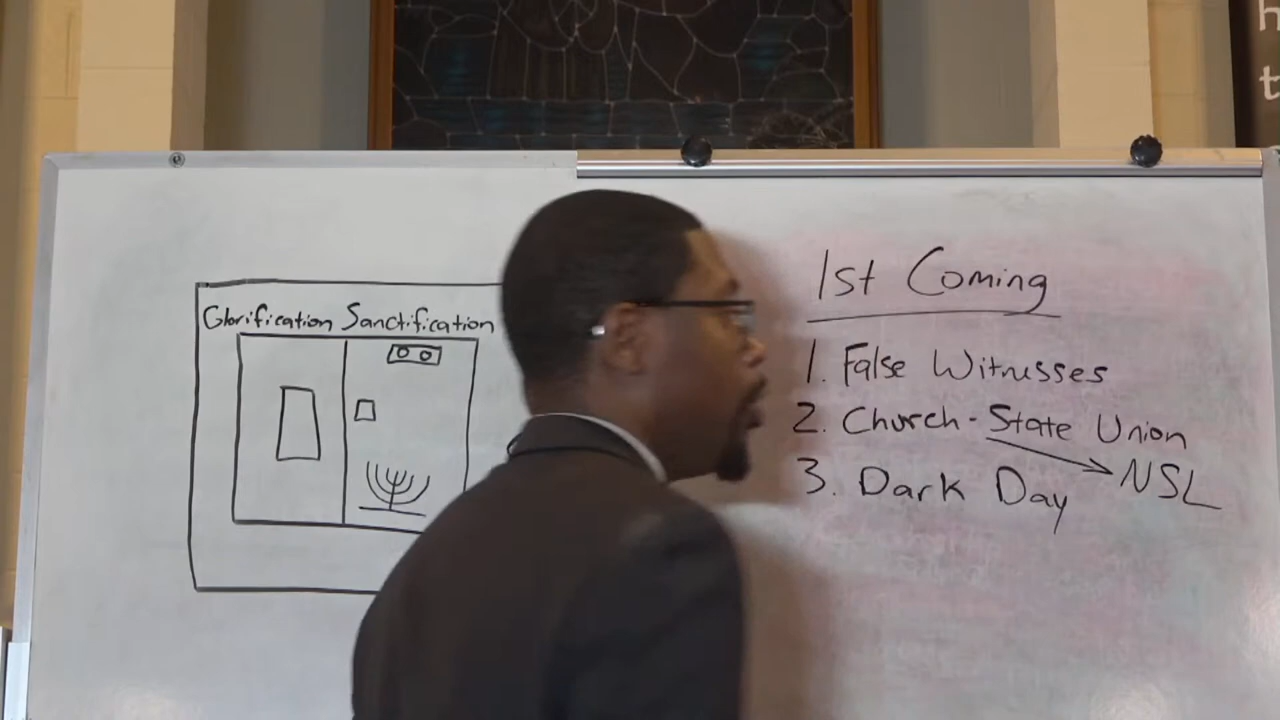 Glorification Sanctification
1st Coming
1. False Witnesses
2. Church-State Union
NSL
3. Dark Day
h
t